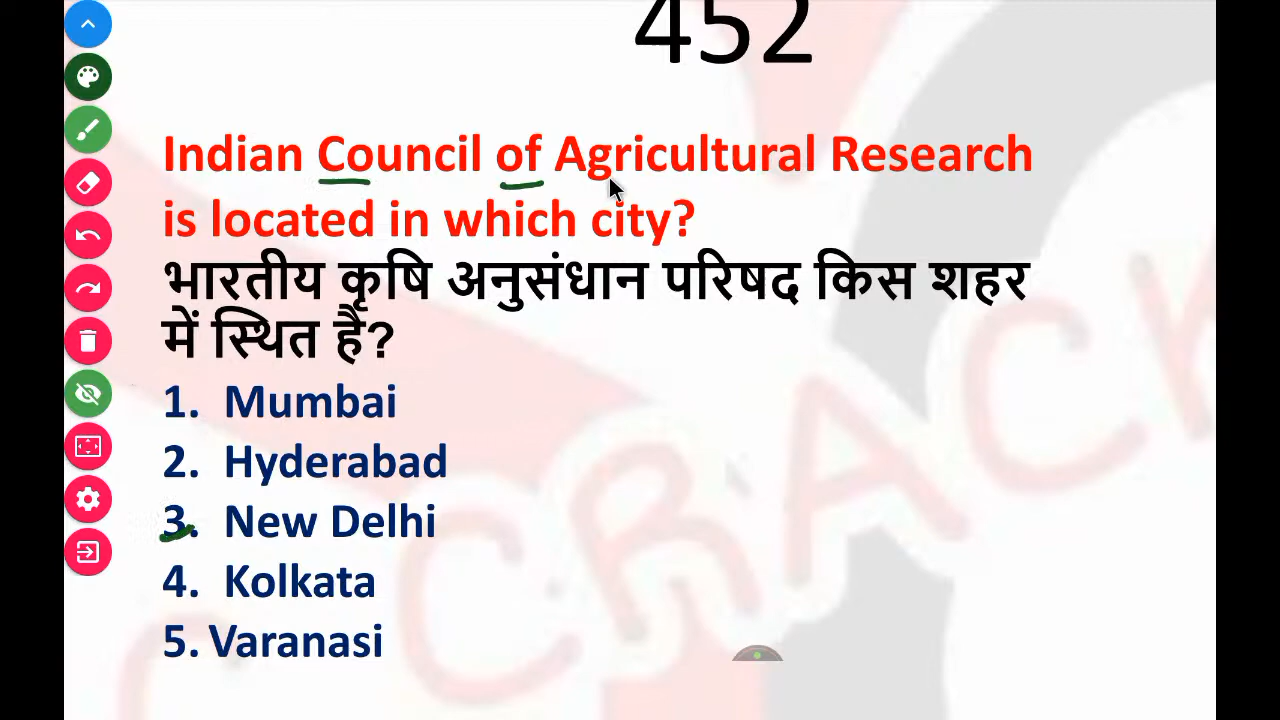 452
Indian Council of Agricultural Research
is located in which city?
भारतीय कृषि अनुसंधान परिषद किस शहर
में स्थित है?
1. Mumbai
2. Hyderabad
3. New Delhi
4. Kolkata
5. Varanasi
CRACK